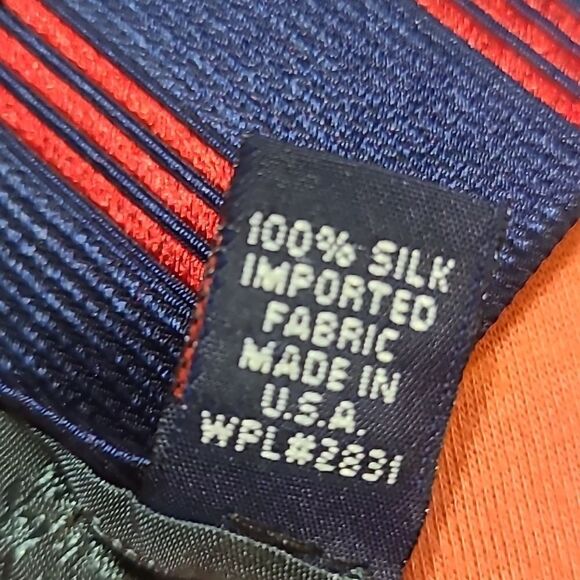 100% SILK
IMPORTED
FABRIC
MADE IN
U.S.A.
WPL#2831